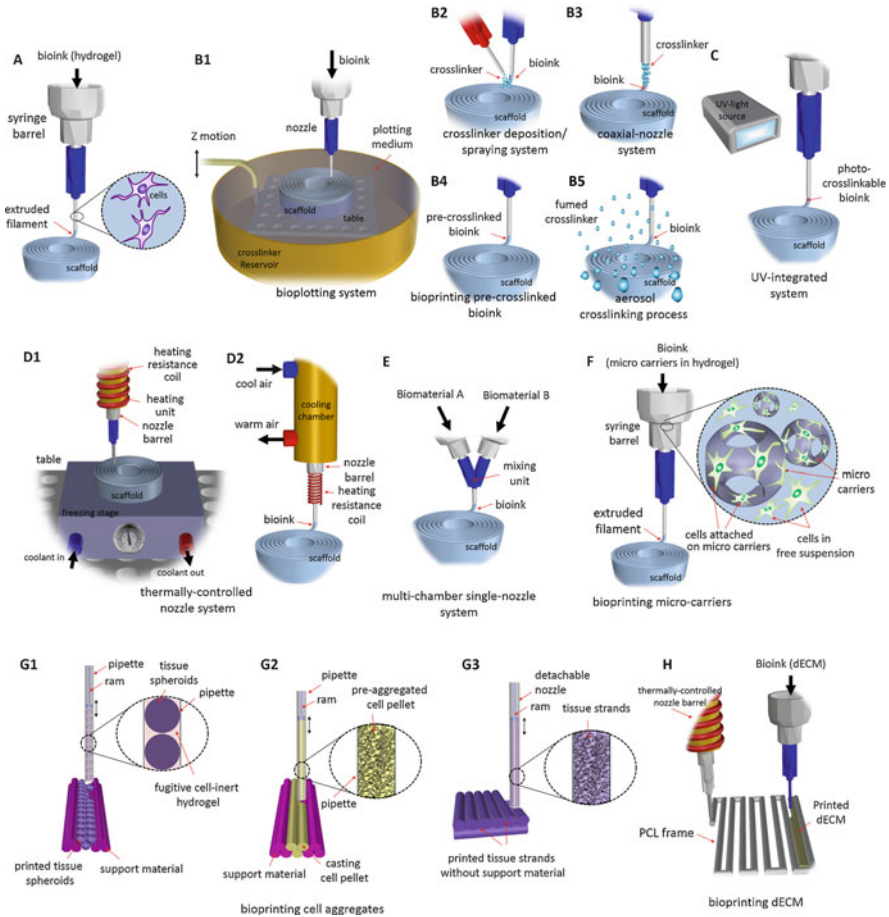 A
bioink (hydrogel)
syringe
barrel
cells
extruded
filament
scaffold
B1
bioink
nozzle
plotting
medium
Z motion
scaffold
table
crosslinker
Reservoir
bioplotting system
B2
crosslinker
bioink
scaffold
crosslinker deposition/
spraying system
B3
crosslinker
bioink
scaffold
coaxial-nozzle
system
B4
pre-crosslinked
bioink
scaffold
bioprinting pre-crosslinked
bioink
B5
fumed
crosslinker
bioink
scaffold
aerosol
crosslinking process
C
UV-light
source
photo-
crosslinkable
bioink
scaffold
UV-integrated
system
D1
heating
resistance
coil
heating
unit
nozzle
barrel
table
scaffold
freezing stage
coolant in
coolant out
thermally-controlled
nozzle system
D2
cool air
cooling
chamber
warm air
nozzle
barrel
heating
resistance
coil
bioink
scaffold
E
Biomaterial A
Biomaterial B
mixing
unit
bioink
scaffold
multi-chamber single-nozzle
system
F
Bioink
(micro carriers in hydrogel)
syringe
barrel
micro
carriers
extruded
filament
cells attached
on micro carriers
cells in
free suspension
scaffold
bioprinting micro-carriers
G1
pipette
ram
tissue
spheroids
pipette
fugitive cell-inert
hydrogel
printed tissue
spheroids
support material
G2
pipette
ram
pre-aggregated
cell pellet
pipette
support material
casting
cell pellet
G3
detachable
nozzle
ram
tissue strands
printed tissue strands
without support material
bioprinting cell aggregates
H
Bioink (dECM)
thermally-controlled
nozzle barrel
PCL frame
Printed
dECM
bioprinting dECM